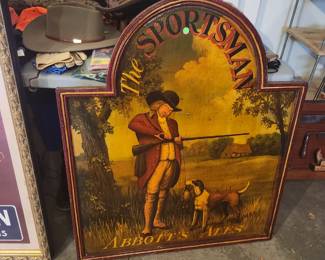 The SPORTSMAN
ABBOTT'S ALES
N